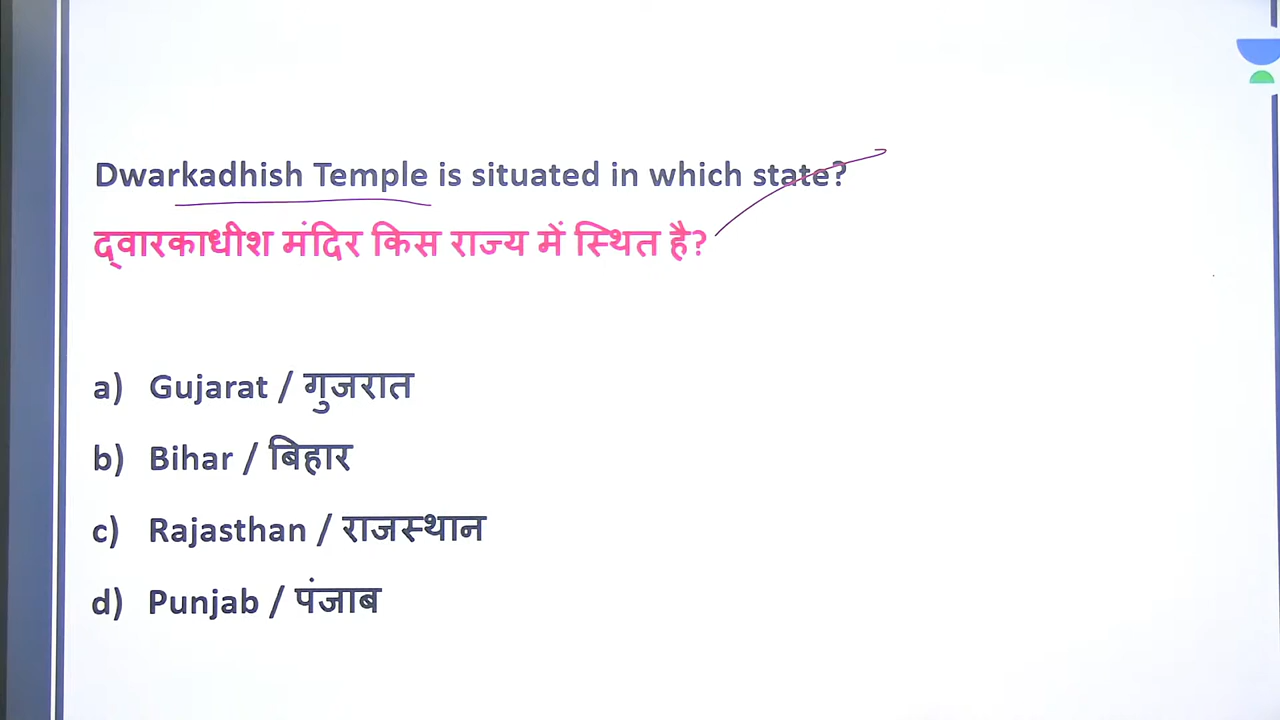 Dwarkadhish Temple is situated in which state?
द्वारकाधीश मंदिर किस राज्य में स्थित है?
a) Gujarat / गुजरात
b) Bihar / बिहार
c) Rajasthan / राजस्थान
d) Punjab / पंजाब